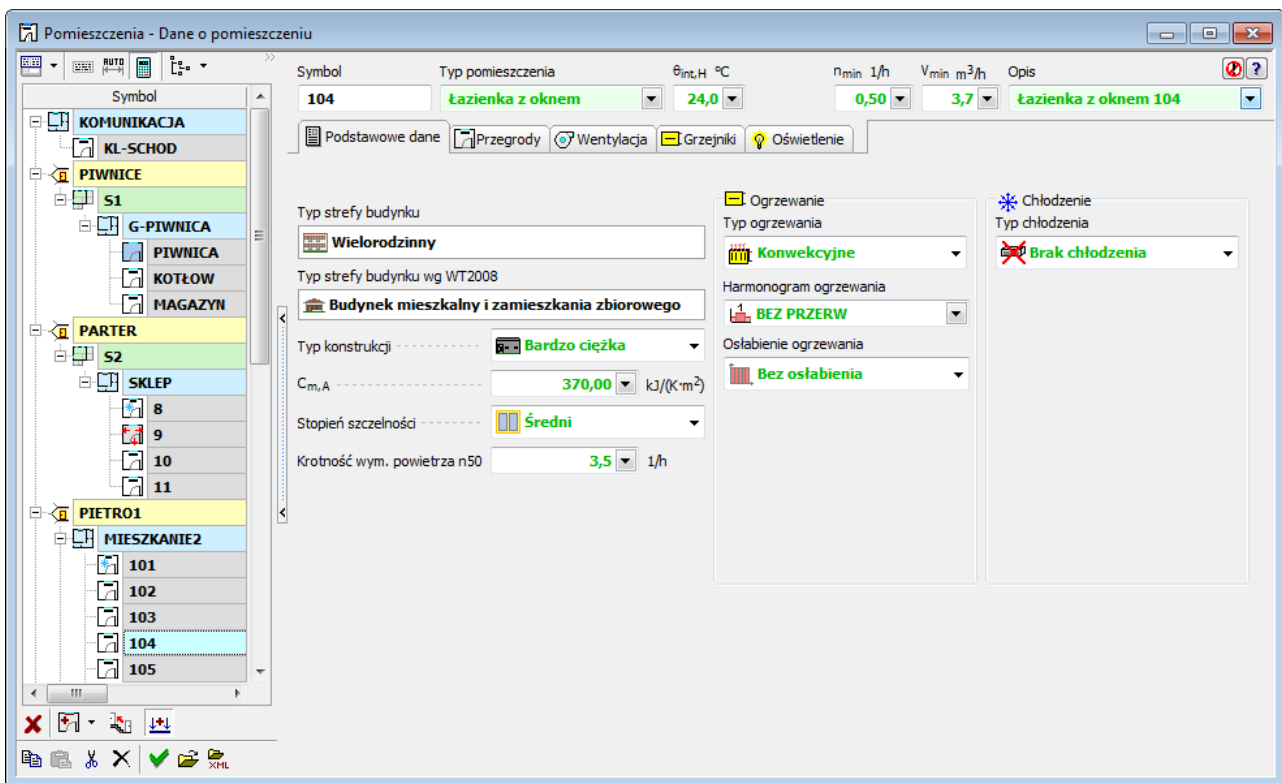 Pomieszczenia - Dane o pomieszczeniu
AUTO
Symbol
KOMUNIKACJA
KL-SCHOD
PIWNICE
S1
G-PIWNICA
PIWNICA
KOTŁOW
MAGAZYN
PARTER
S2
SKLEP
8
9
10
11
PIETRO1
MIESZKANIE2
101
102
103
104
105
XML
Symbol Typ pomieszczenia θint,H °C nmin 1/h Vmin m³/h Opis
104 Łazienka z oknem 24,0 0,50 3,7 Łazienka z oknem 104
Podstawowe dane Przegrody Wentylacja Grzejniki Oświetlenie
Typ strefy budynku
Wielorodzinny
Typ strefy budynku wg WT2008
Budynek mieszkalny i zamieszkania zbiorowego
Typ konstrukcji Bardzo ciężka
Cm,A 370,00 kJ/(K·m²)
Stopień szczelności Średni
Krotność wym. powietrza n50 3,5 1/h
Ogrzewanie
Typ ogrzewania
Konwekcyjne
Harmonogram ogrzewania
BEZ PRZERW
Osłabienie ogrzewania
Bez osłabienia
Chłodzenie
Typ chłodzenia
Brak chłodzenia